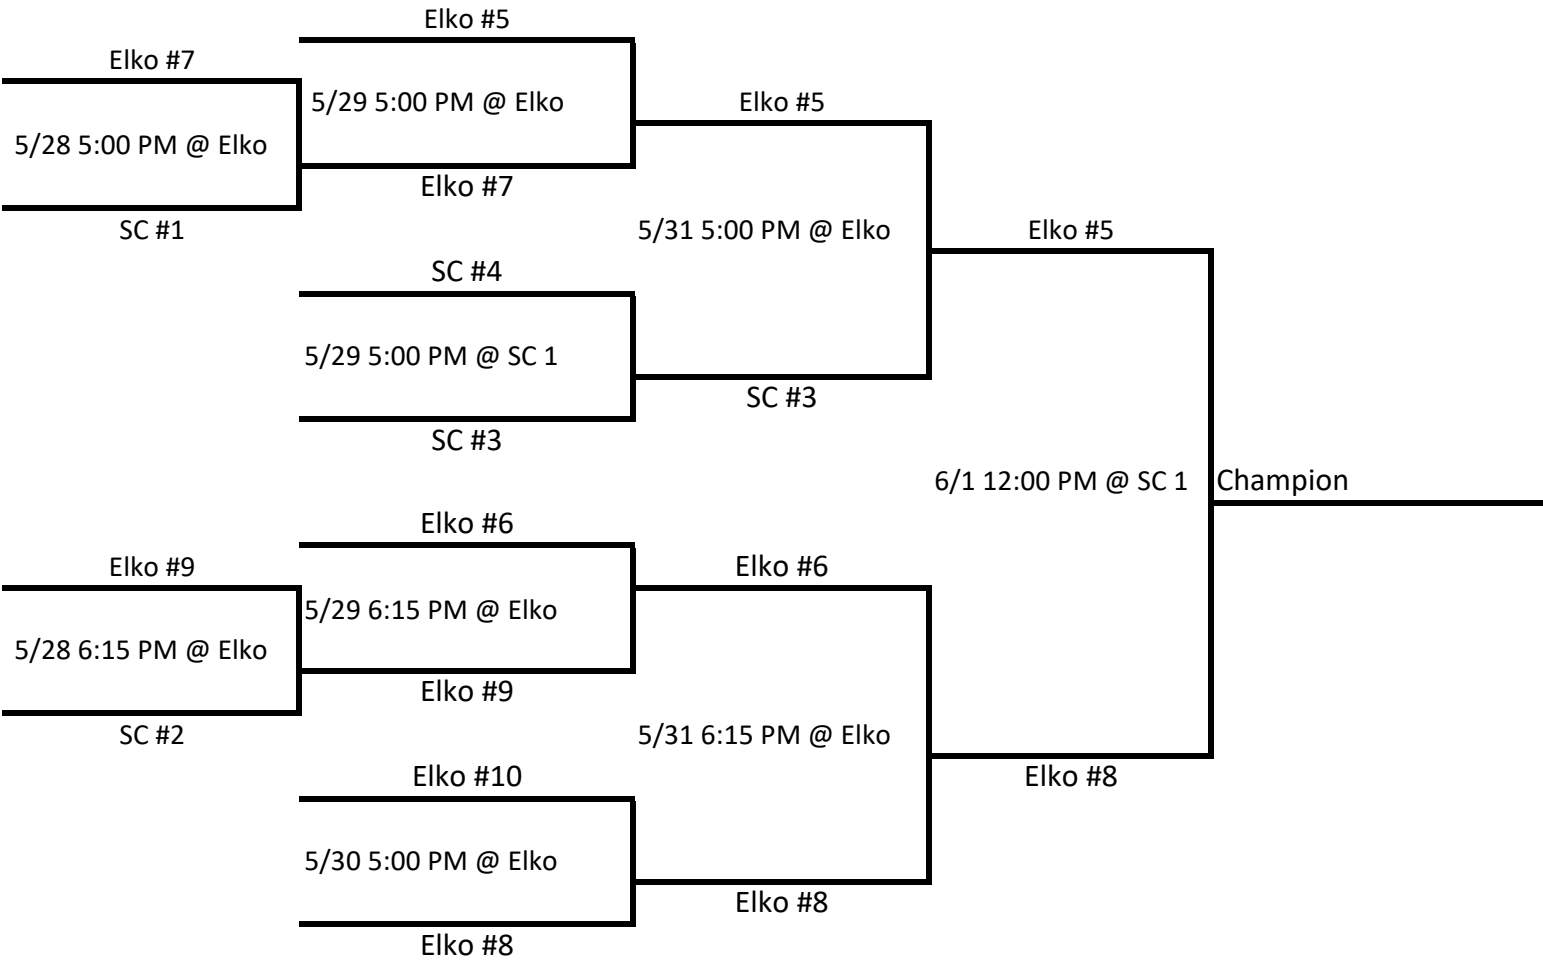 Elko #5
Elko #7
5/29 5:00 PM @ Elko
Elko #5
5/28 5:00 PM @ Elko
Elko #7
SC #1
5/31 5:00 PM @ Elko
Elko #5
SC #4
5/29 5:00 PM @ SC 1
SC #3
SC #3
6/1 12:00 PM @ SC 1
Champion
Elko #6
Elko #9
Elko #6
5/29 6:15 PM @ Elko
5/28 6:15 PM @ Elko
Elko #9
SC #2
5/31 6:15 PM @ Elko
Elko #10
Elko #8
5/30 5:00 PM @ Elko
Elko #8
Elko #8